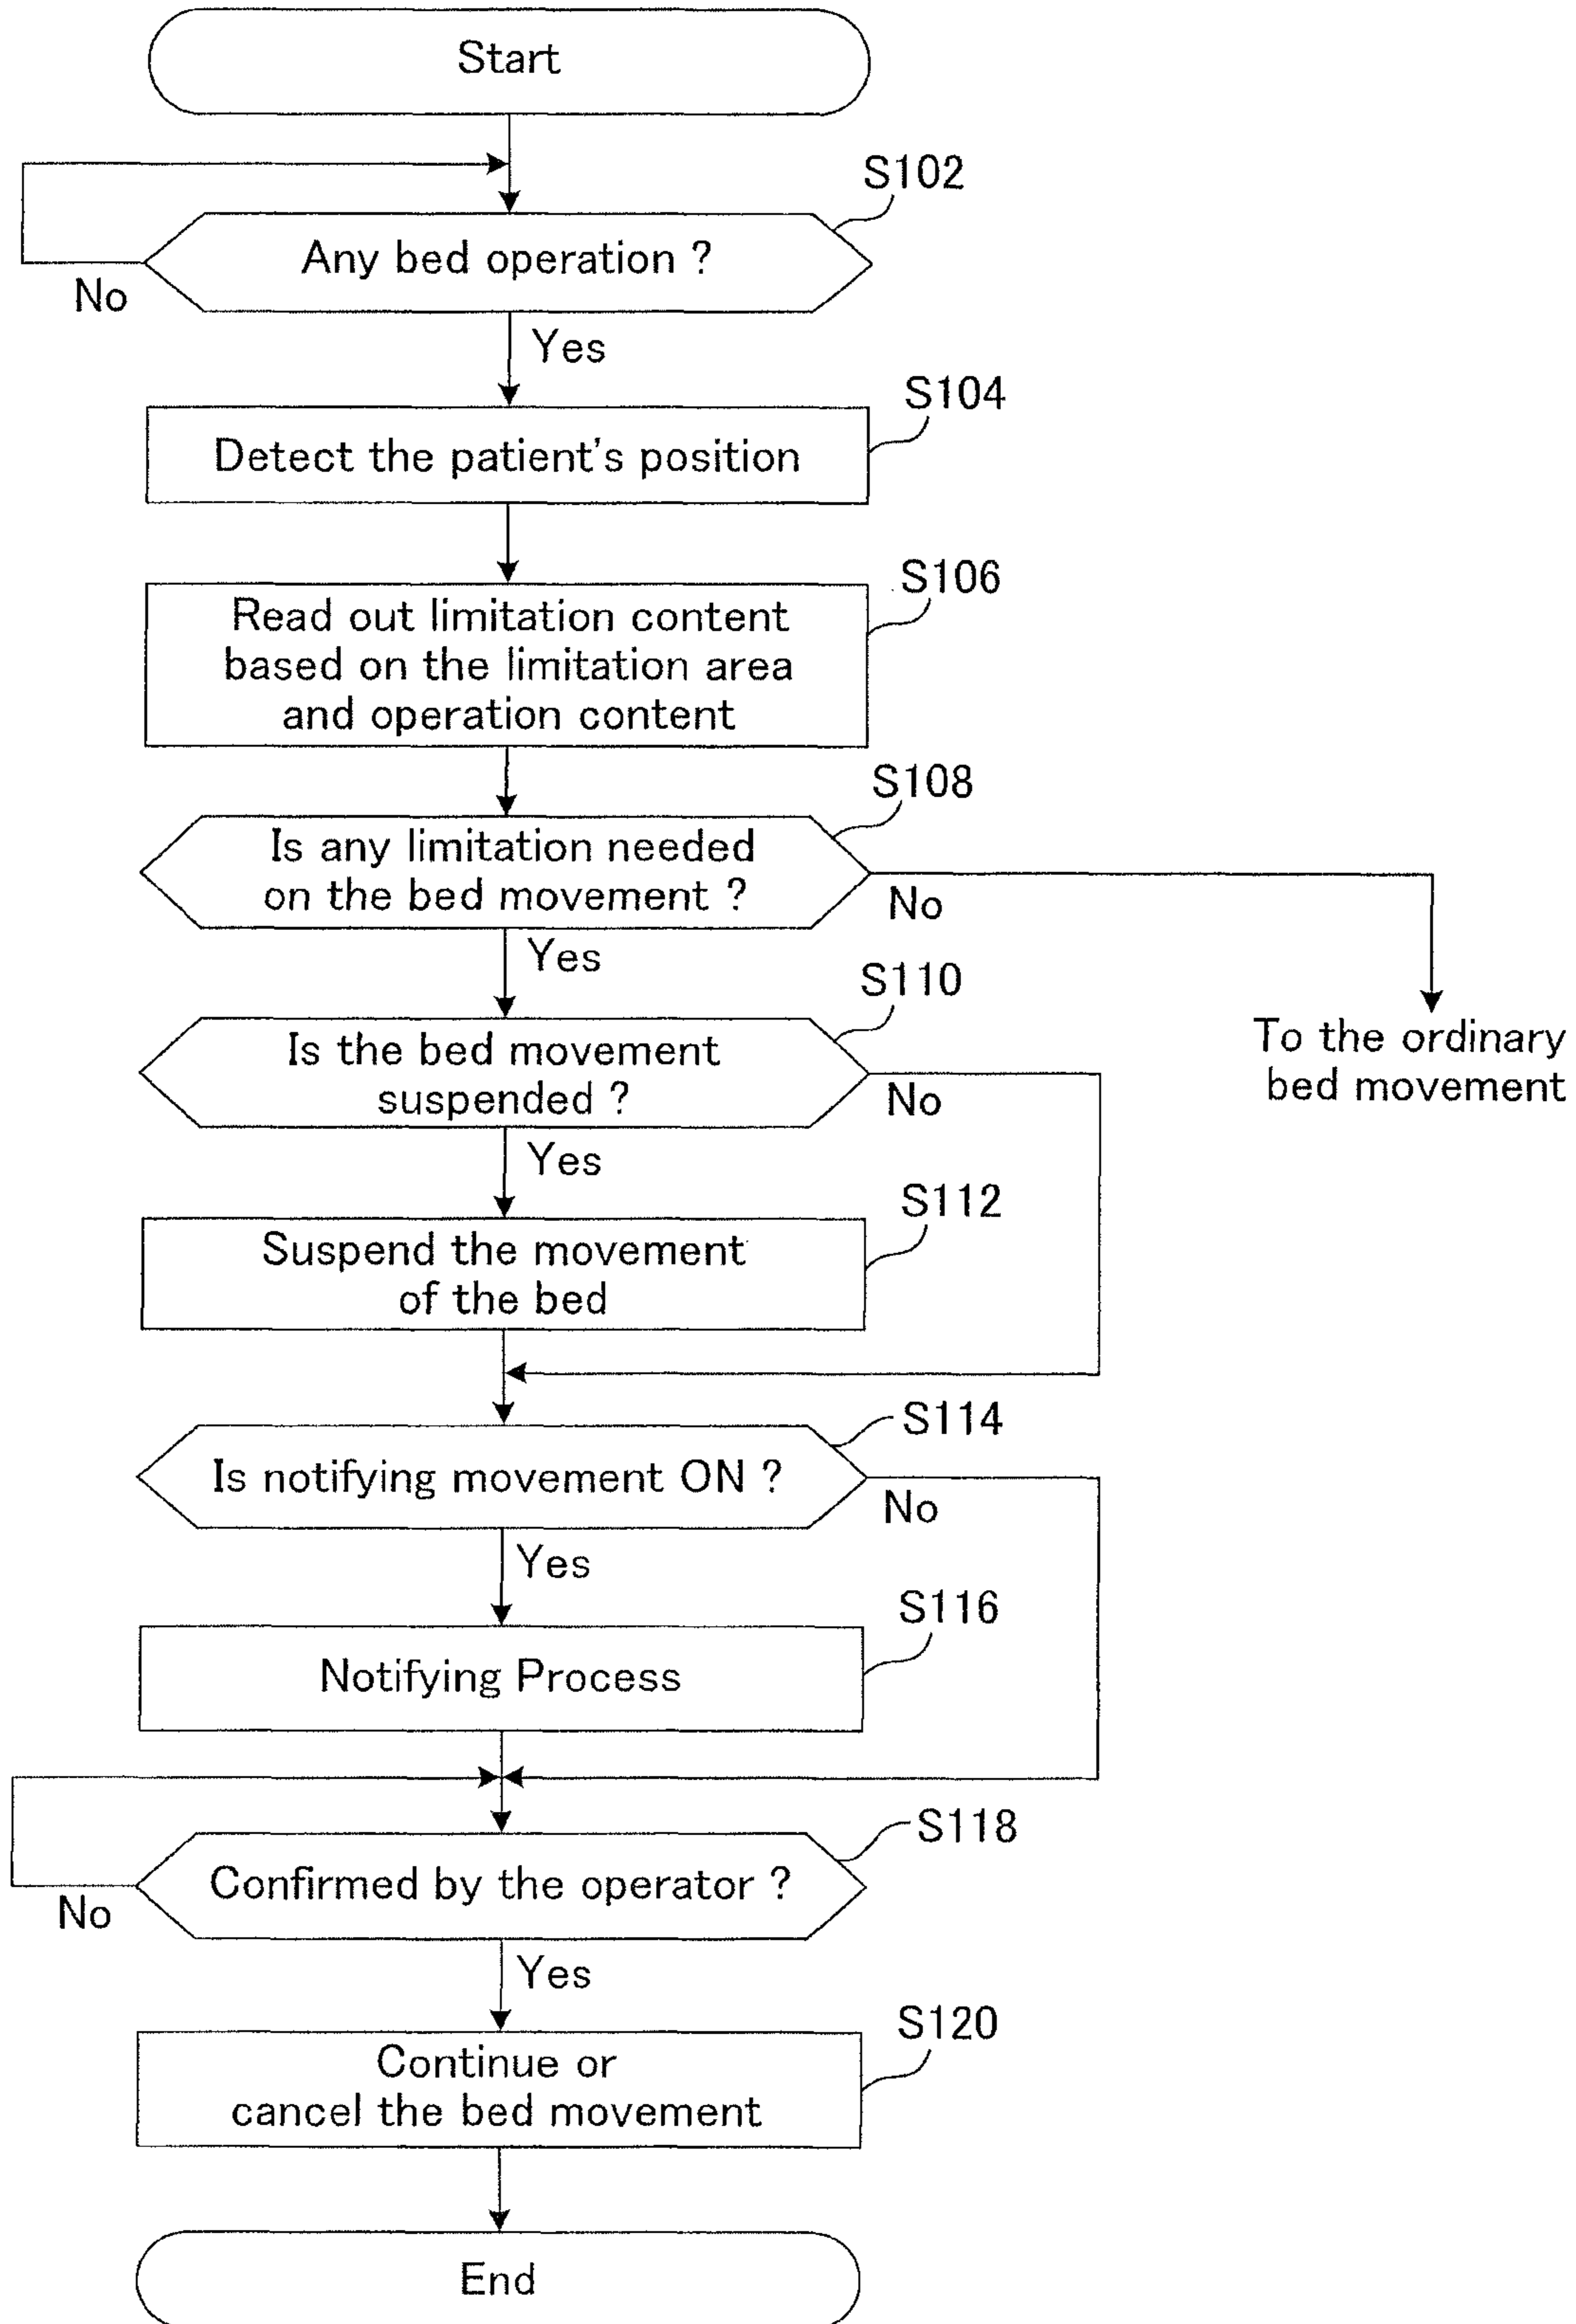 Start
S102
Any bed operation ?
No
Yes
S104
Detect the patient's position
S106
Read out limitation content
based on the limitation area
and operation content
S108
Is any limitation needed
on the bed movement ?
No
Yes
S110
Is the bed movement
suspended ?
No
To the ordinary
bed movement
Yes
S112
Suspend the movement
of the bed
S114
Is notifying movement ON ?
No
Yes
S116
Notifying Process
S118
Confirmed by the operator ?
No
Yes
S120
Continue or
cancel the bed movement
End